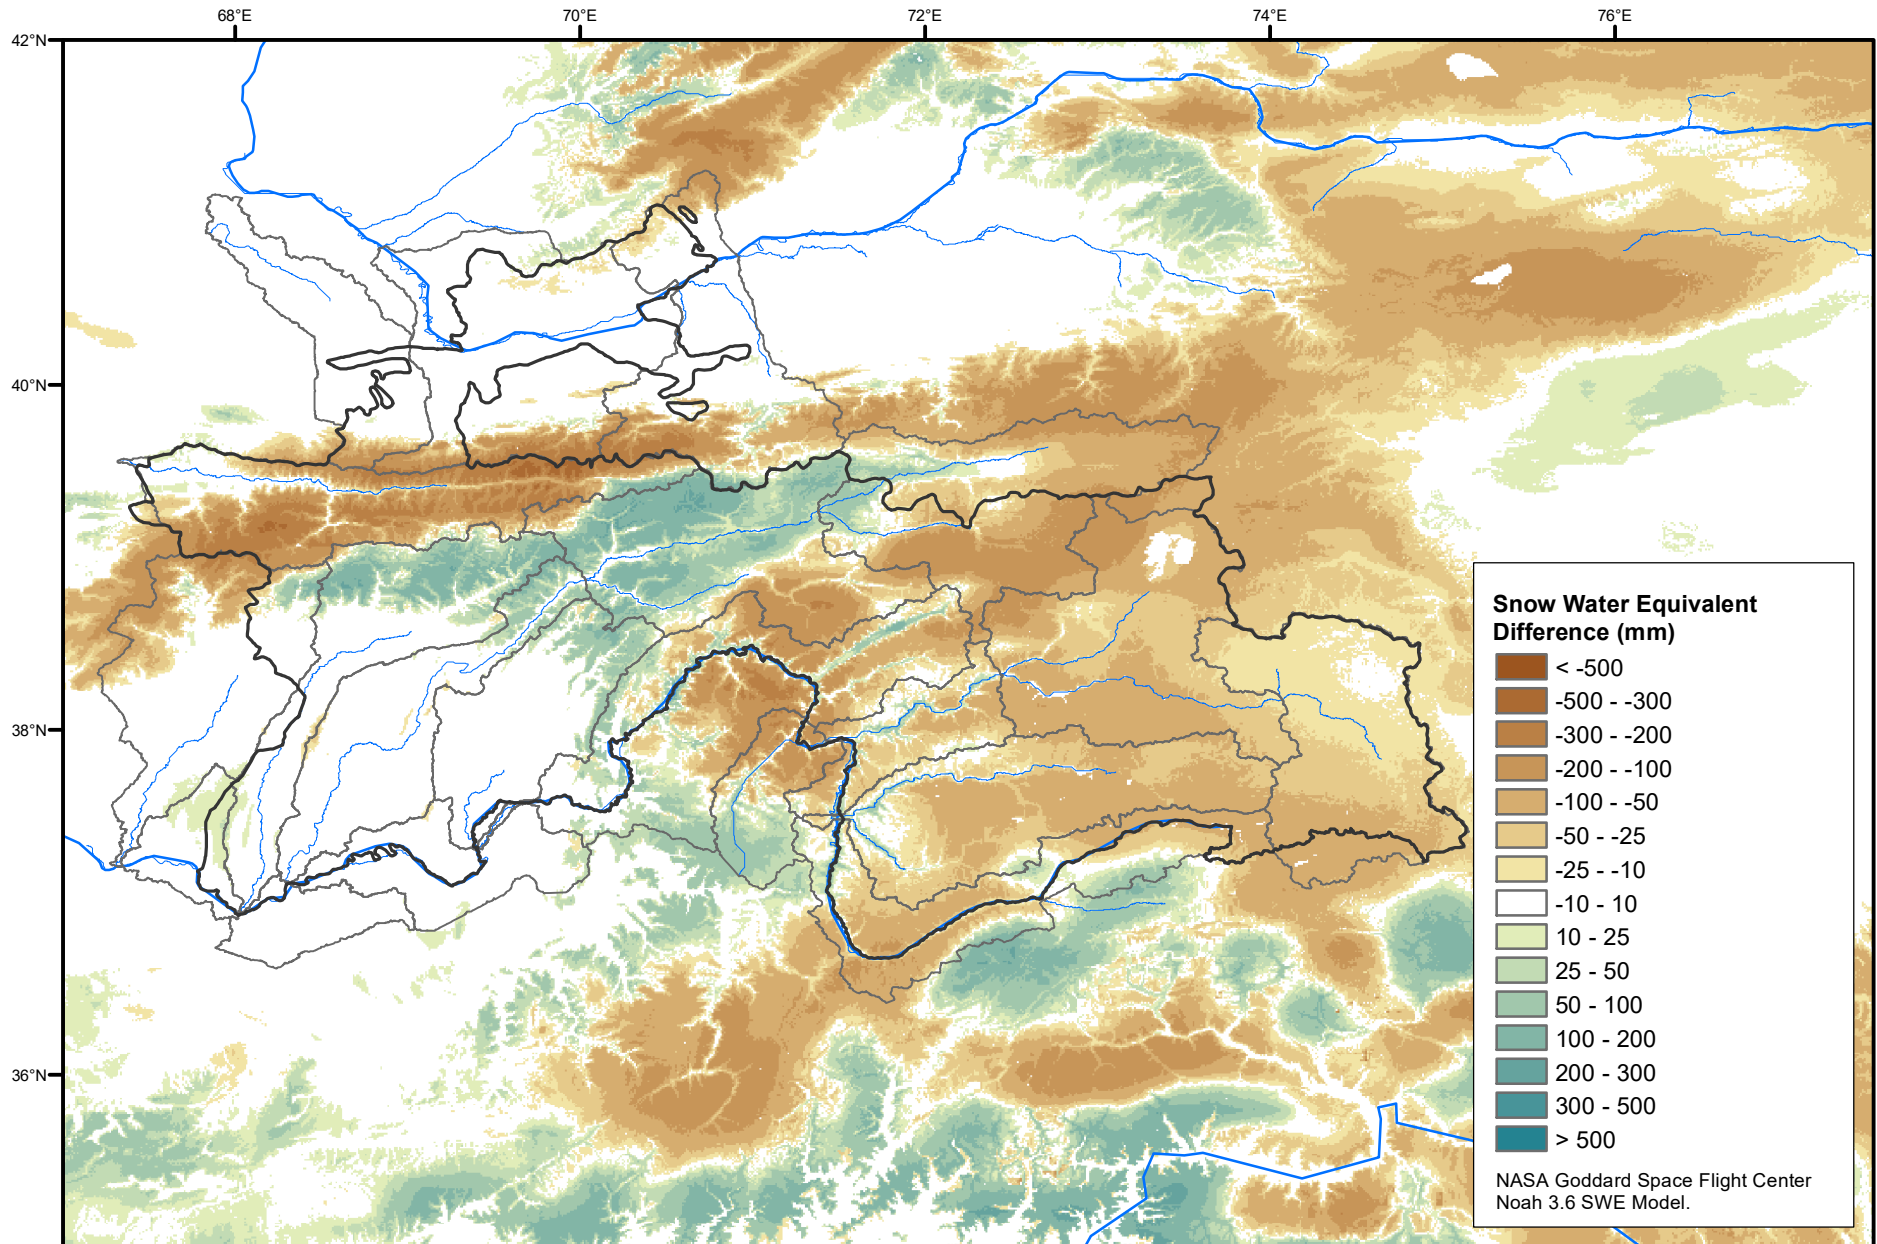 68°E 70°E 72°E 74°E 76°E
42°N
40°N
38°N
36°N
Snow Water Equivalent
Difference (mm)
< -500
-500 - -300
-300 - -200
-200 - -100
-100 - -50
-50 - -25
-25 - -10
-10 - 10
10 - 25
25 - 50
50 - 100
100 - 200
200 - 300
300 - 500
> 500
NASA Goddard Space Flight Center
Noah 3.6 SWE Model.